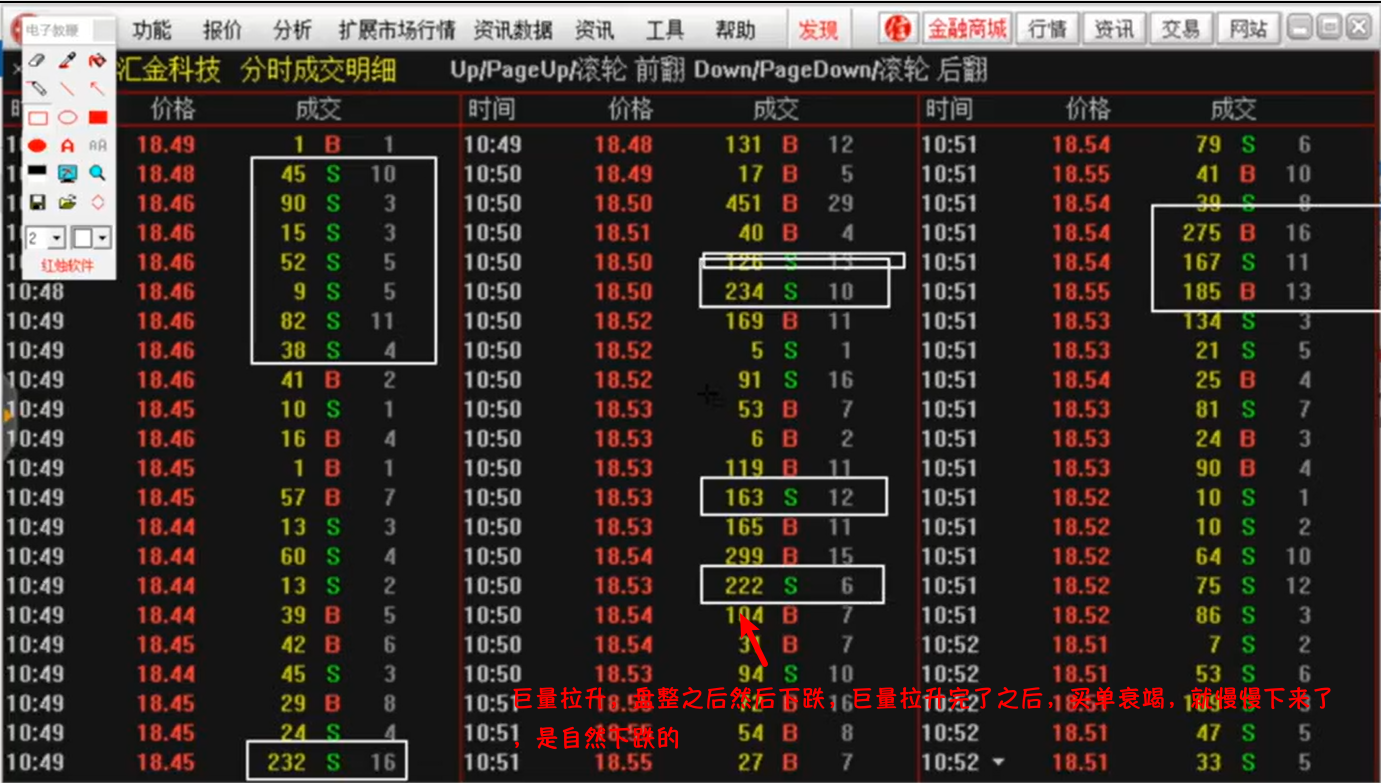 电子教鞭 功能 报价 分析 扩展市场行情 资讯数据 资讯 工具 帮助 发现 信 金融商城 行情 资讯 交易 网站
汇金科技 分时成交明细 Up/PageUp/滚轮 前翻 Down/PageDown/滚轮 后翻
价格 成交 时间 价格 成交 时间 价格 成交
18.49 1 B 1 10:49 18.48 131 B 12 10:51 18.54 79 S 6
18.48 45 S 10 10:50 18.49 17 B 5 10:51 18.55 41 B 10
18.46 90 S 3 10:50 18.50 451 B 29 10:51 18.54 39 S 8
18.46 15 S 3 10:50 18.51 40 B 4 10:51 18.54 275 B 16
18.46 52 S 5 10:50 18.50 126 S 13 10:51 18.54 167 S 11
10:48 18.46 9 S 5 10:50 18.50 234 S 10 10:51 18.55 185 B 13
10:49 18.46 82 S 11 10:50 18.52 169 B 11 10:51 18.53 134 S 3
10:49 18.46 38 S 4 10:50 18.52 5 S 1 10:51 18.53 21 S 5
10:49 18.46 41 B 2 10:50 18.52 91 S 16 10:51 18.54 25 B 4
10:49 18.45 10 S 1 10:50 18.53 53 B 7 10:51 18.53 81 S 7
10:49 18.46 16 B 4 10:50 18.53 6 B 2 10:51 18.53 24 B 3
10:49 18.45 1 B 1 10:50 18.53 119 B 11 10:51 18.53 90 B 4
10:49 18.45 57 B 7 10:50 18.53 163 S 12 10:51 18.52 10 S 1
10:49 18.44 13 S 3 10:50 18.53 165 B 11 10:51 18.52 10 S 2
10:49 18.44 60 S 4 10:50 18.54 299 B 15 10:51 18.52 64 S 10
10:49 18.44 13 S 2 10:50 18.53 222 S 6 10:51 18.52 75 S 12
10:49 18.44 39 B 5 10:50 18.54 104 B 7 10:51 18.52 86 S 3
10:49 18.45 42 B 6 10:50 18.54 B 7 10:52 18.51 7 S 2
10:49 18.44 45 S 3 10:50 18.53 94 S 10 10:52 18.51 53 S 6
10:49 18.45 29 B 8 16
巨量拉升，盘整之后然后下跌，巨量拉升完了之后，买单衰竭，就慢慢下来了
10:49 18.45 24 S 4 10:51 54 B 8 10:52 18.51 47 S 5
，是自然下跌的
10:49 18.45 232 S 16 10:51 18.55 27 B 7 10:52 18.51 33 S 5
2
红烛软件